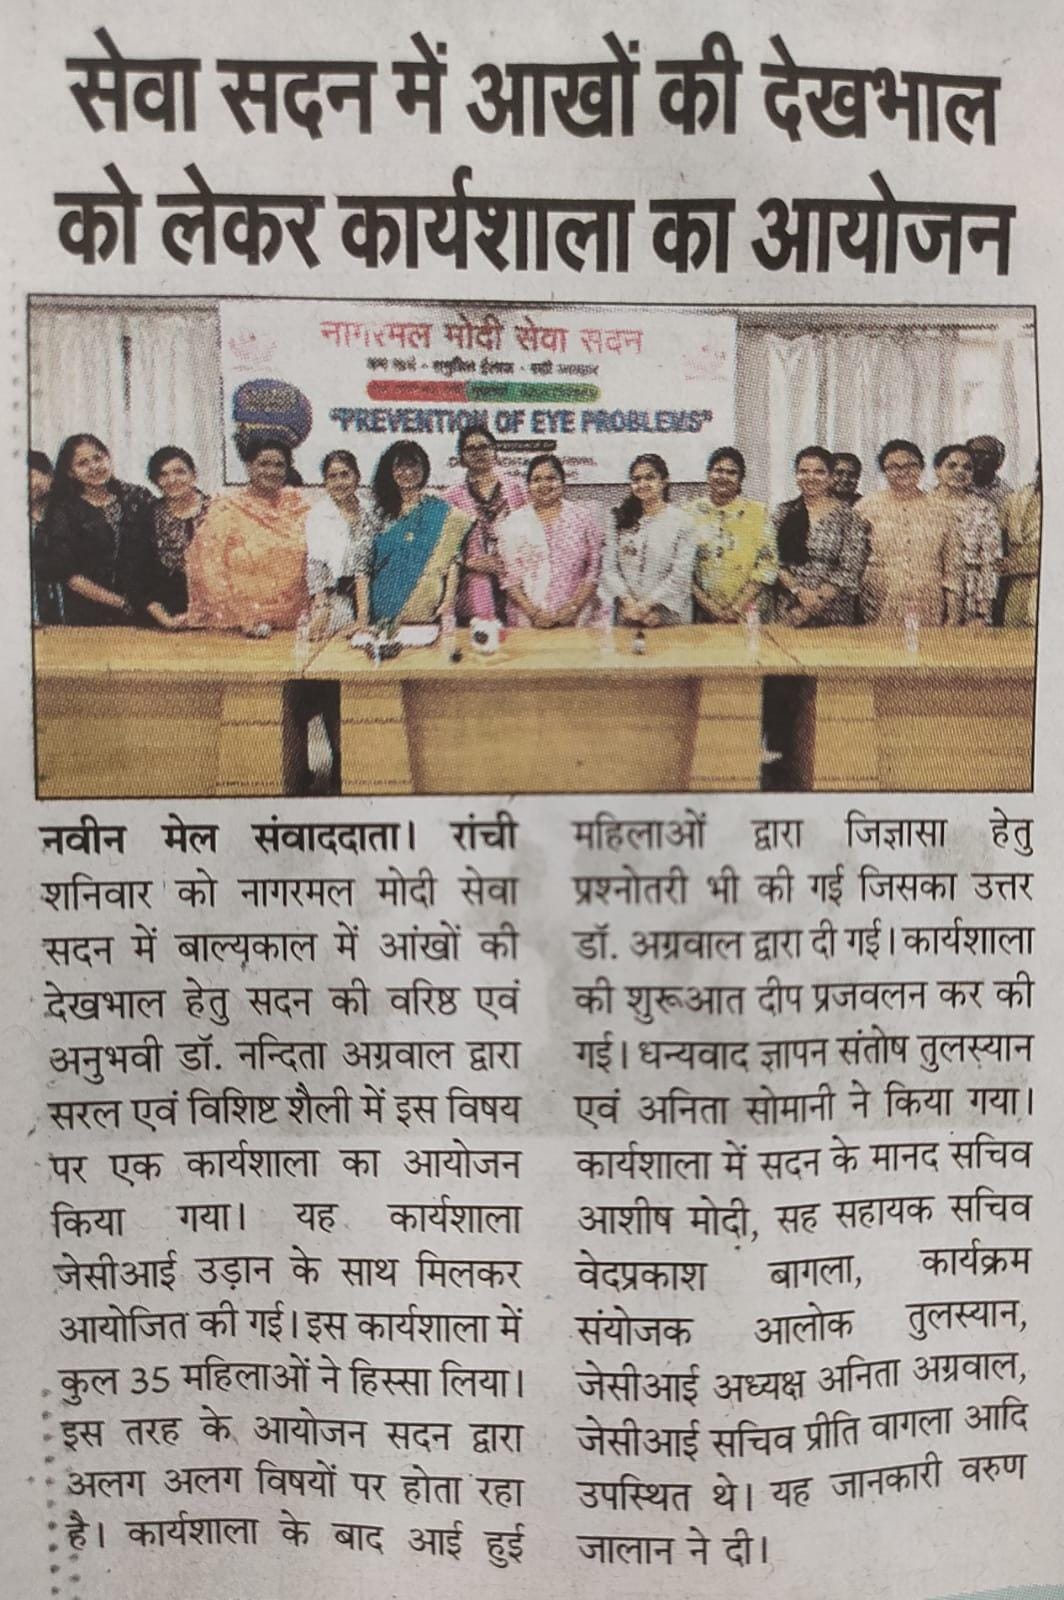 सेवा सदन में आखों की देखभाल
को लेकर कार्यशाला का आयोजन
नागरमल मोदी सेवा सदन
"PREVENTION OF EYE PROBLEMS"
नवीन मेल संवाददाता। रांची
शनिवार को नागरमल मोदी सेवा
सदन में बाल्यकाल में आंखों की
देखभाल हेतु सदन की वरिष्ठ एवं
अनुभवी डॉ. नन्दिता अग्रवाल द्वारा
सरल एवं विशिष्ट शैली में इस विषय
पर एक कार्यशाला का आयोजन
किया गया। यह कार्यशाला
जेसीआई उड़ान के साथ मिलकर
आयोजित की गई। इस कार्यशाला में
कुल 35 महिलाओं ने हिस्सा लिया।
इस तरह के आयोजन सदन द्वारा
अलग अलग विषयों पर होता रहा
है। कार्यशाला के बाद आई हुई
महिलाओं द्वारा जिज्ञासा हेतु
प्रश्नोतरी भी की गई जिसका उत्तर
डॉ. अग्रवाल द्वारा दी गई। कार्यशाला
की शुरूआत दीप प्रजवलन कर की
गई। धन्यवाद ज्ञापन संतोष तुलस्यान
एवं अनिता सोमानी ने किया गया।
कार्यशाला में सदन के मानद सचिव
आशीष मोदी, सह सहायक सचिव
वेदप्रकाश बागला, कार्यक्रम
संयोजक आलोक तुलस्यान,
जेसीआई अध्यक्ष अनिता अग्रवाल,
जेसीआई सचिव प्रीति वागला आदि
उपस्थित थे। यह जानकारी वरुण
जालान ने दी।